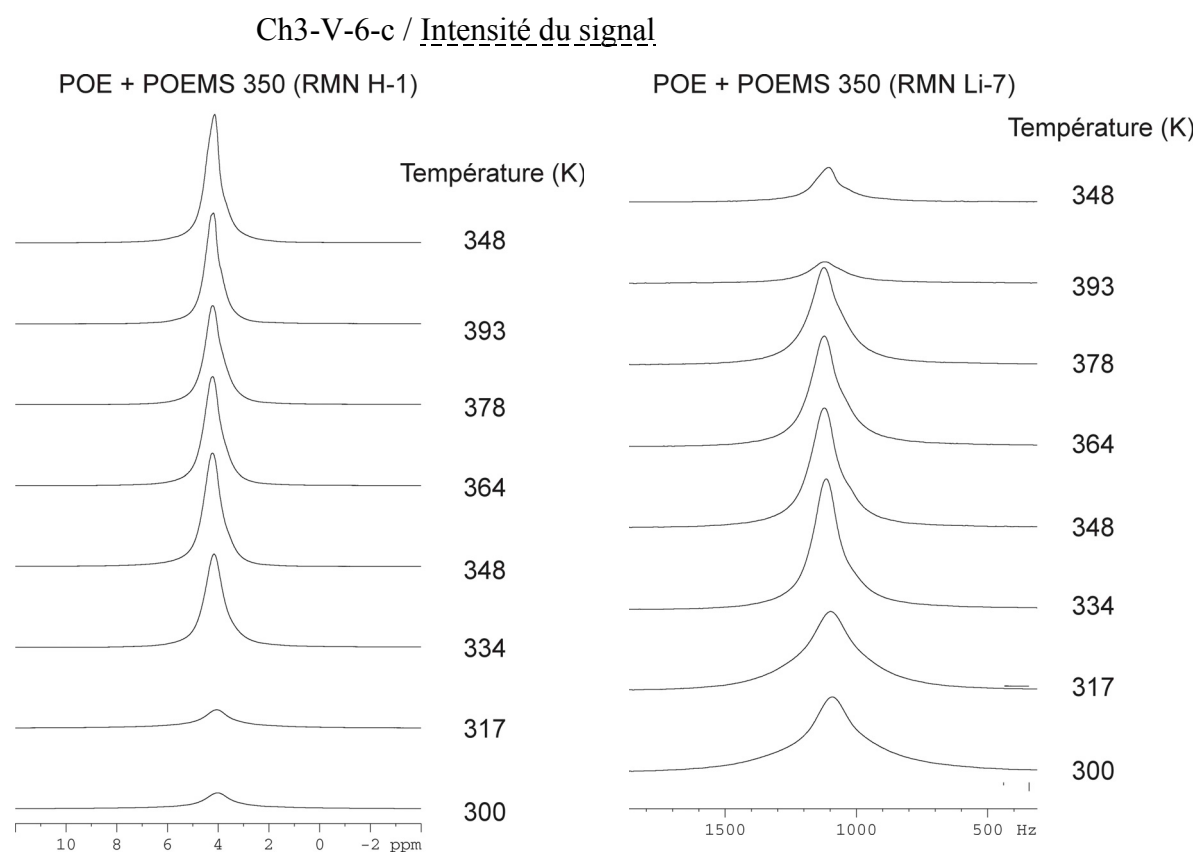 Ch3-V-6-c / Intensité du signal
POE + POEMS 350 (RMN H-1)
Température (K)
348
393
378
364
348
334
317
300
10 8 6 4 2 0 -2 ppm
POE + POEMS 350 (RMN Li-7)
Température (K)
348
393
378
364
348
334
317
300
1500 1000 500 Hz